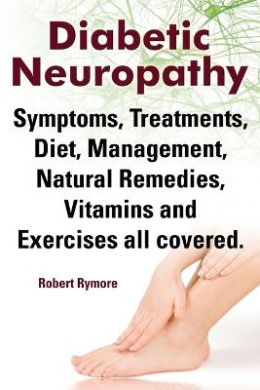 Diabetic
Neuropathy
Symptoms, Treatments,
Diet, Management,
Natural Remedies,
Vitamins and
Exercises all covered.
Robert Rymore